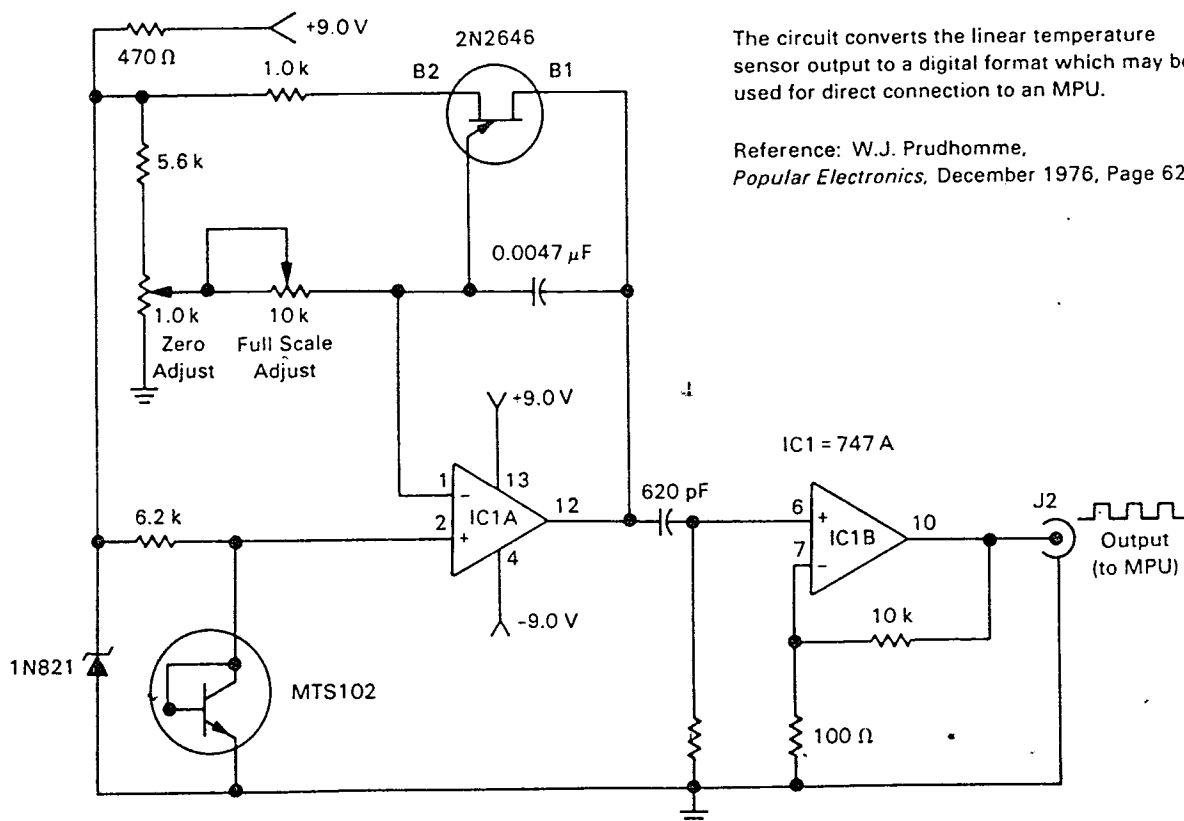 +9.0 V
470 Ω
2N2646
1.0 k
B2
B1
The circuit converts the linear temperature
sensor output to a digital format which may be
used for direct connection to an MPU.
Reference: W.J. Prudhomme,
Popular Electronics, December 1976, Page 62
5.6 k
0.0047 µF
1.0 k
Zero
Adjust
10 k
Full Scale
Adjust
+9.0 V
IC1 = 747 A
1
13
−
IC1A
12
2
+
4
620 pF
6
+
IC1B
10
7
−
J2
Output
(to MPU)
6.2 k
−9.0 V
10 k
1N821
MTS102
100 Ω